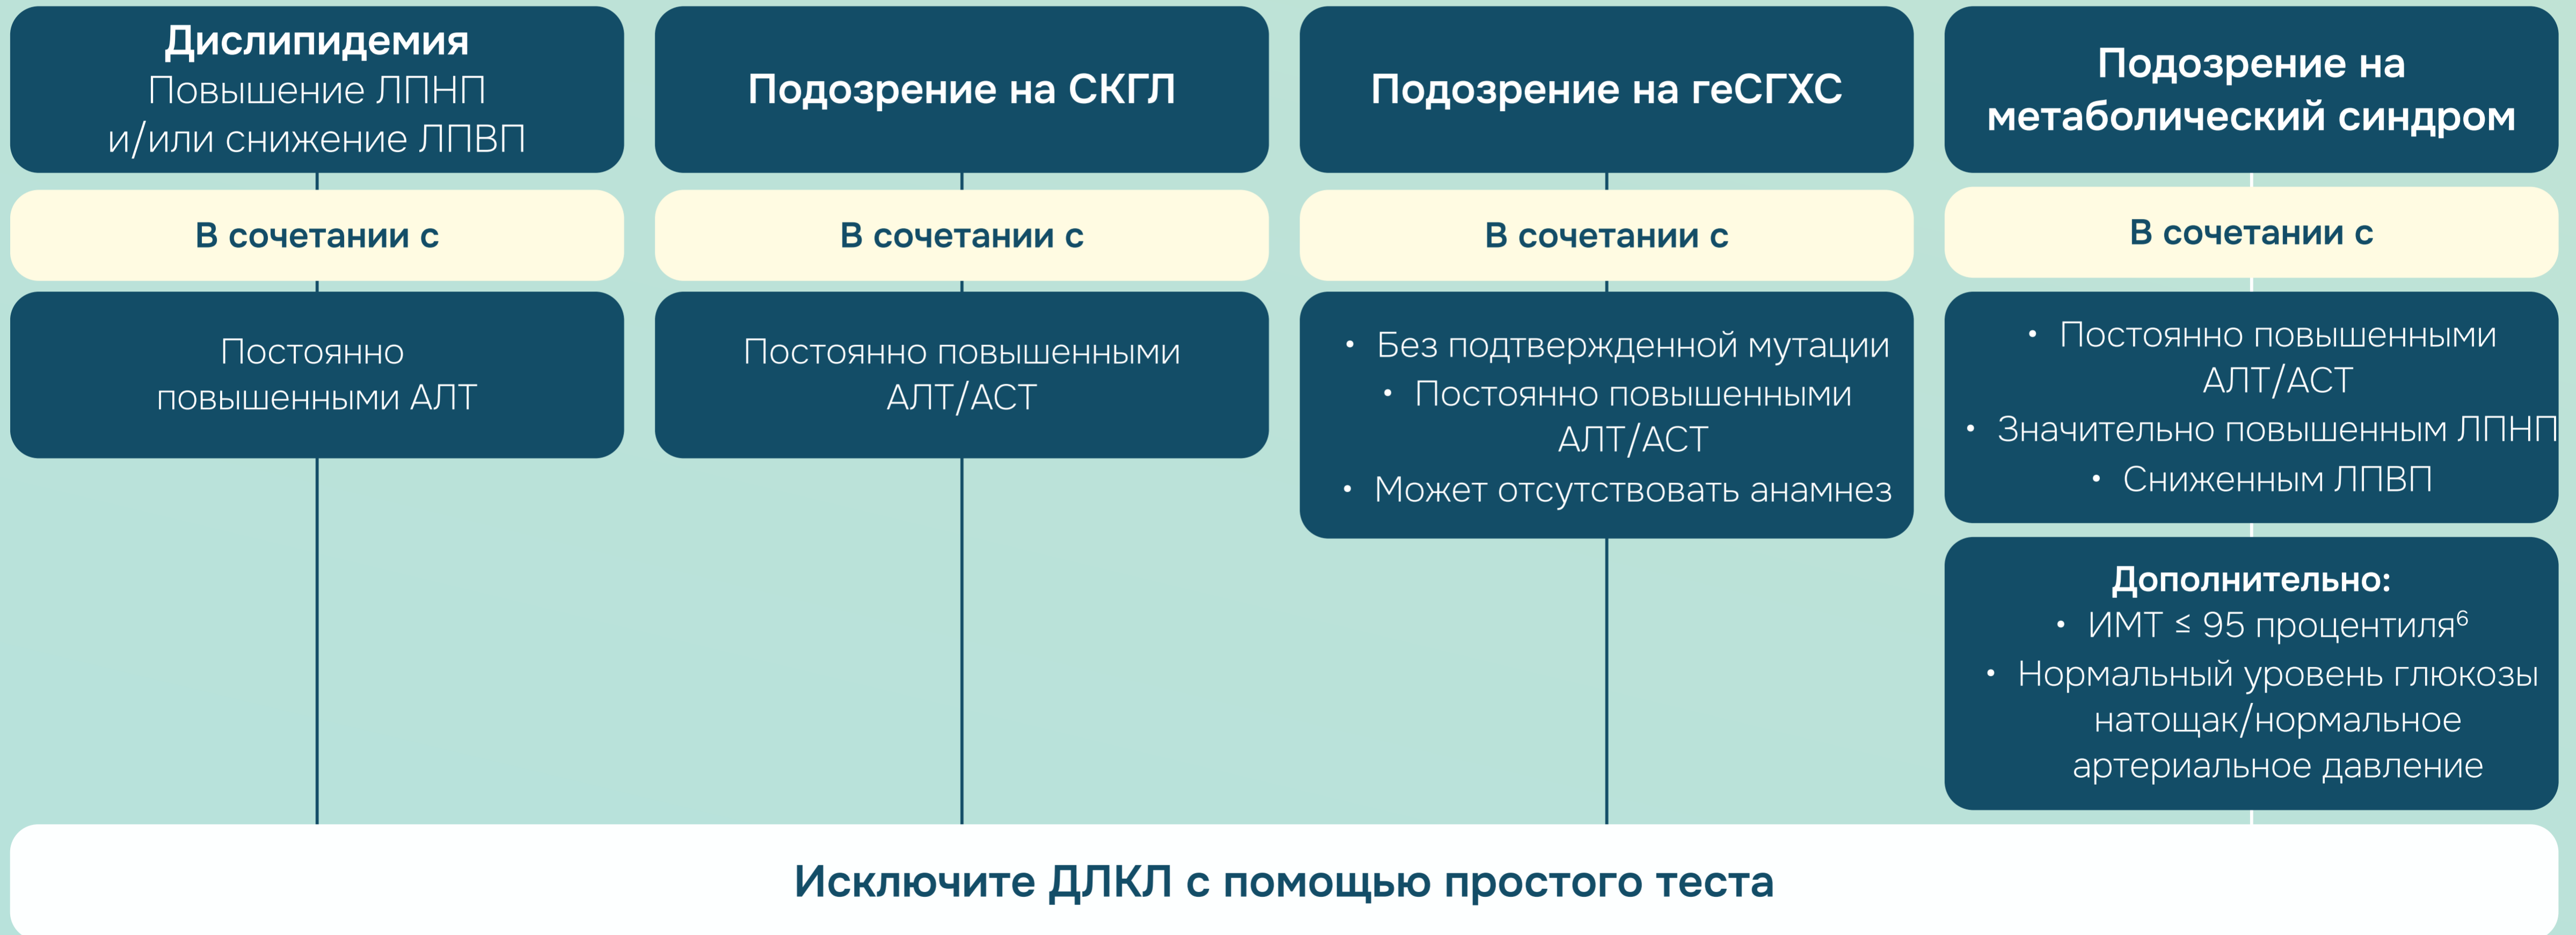 Дислипидемия
Повышение ЛПНП
и/или снижение ЛПВП
В сочетании с
Постоянно
повышенными АЛТ
Подозрение на СКГЛ
В сочетании с
Постоянно повышенными
АЛТ/АСТ
Подозрение на геСГХС
В сочетании с
• Без подтвержденной мутации
• Постоянно повышенными
АЛТ/АСТ
• Может отсутствовать анамнез
Подозрение на
метаболический синдром
В сочетании с
• Постоянно повышенными
АЛТ/АСТ
• Значительно повышенным ЛПНП
• Сниженным ЛПВП
Дополнительно:
• ИМТ ≤ 95 процентиля⁶
• Нормальный уровень глюкозы
натощак/нормальное
артериальное давление
Исключите ДЛКЛ с помощью простого теста